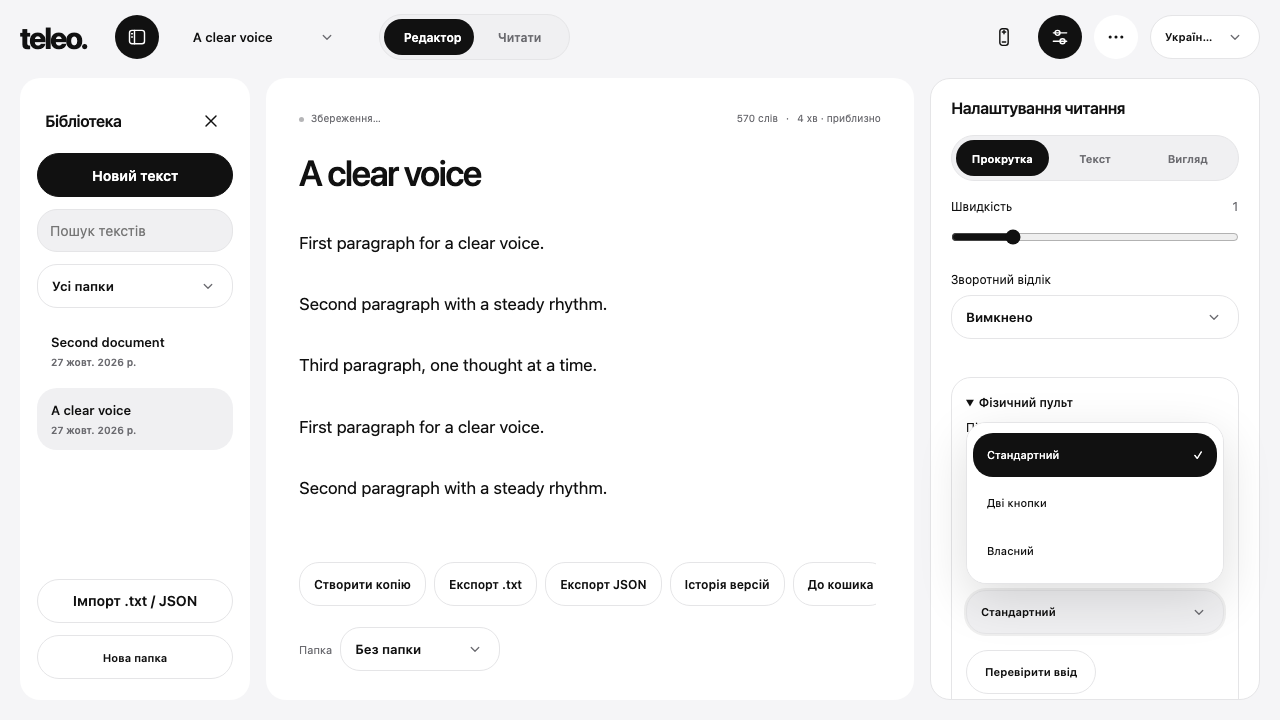 teleo.
A clear voice
Редактор
Читати
Україн...
Бібліотека
Новий текст
Пошук текстів
Усі папки
Second document
27 жовт. 2026 р.
A clear voice
27 жовт. 2026 р.
Імпорт .txt / JSON
Нова папка
Збереження...
570 слів · 4 хв · приблизно
A clear voice
First paragraph for a clear voice.
Second paragraph with a steady rhythm.
Third paragraph, one thought at a time.
First paragraph for a clear voice.
Second paragraph with a steady rhythm.
Створити копію
Експорт .txt
Експорт JSON
Історія версій
До кошика
Папка
Без папки
Налаштування читання
Прокрутка
Текст
Вигляд
Швидкість 1
Зворотний відлік
Вимкнено
Фізичний пульт
Стандартний
Дві кнопки
Власний
Стандартний
Перевірити ввід